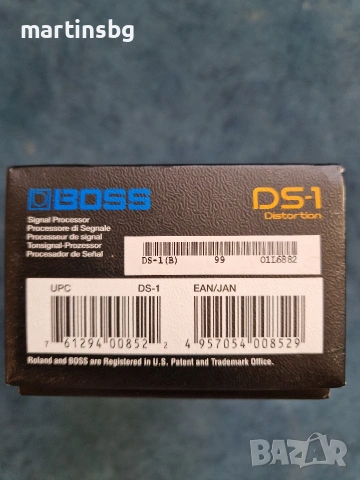 martinsbg
BOSS
DS-1
Distortion
Signal Processor
Processore di Segnale
Processeur de signal
Tonsignal-Prozessor
Procesador de Señal
DS-1(B) 99 0116882
UPC DS-1 EAN/JAN
7 61294 00852 2 4 957054 008529
Roland and BOSS are Registered in U.S. Patent and Trademark Office.
BAZAR
bg